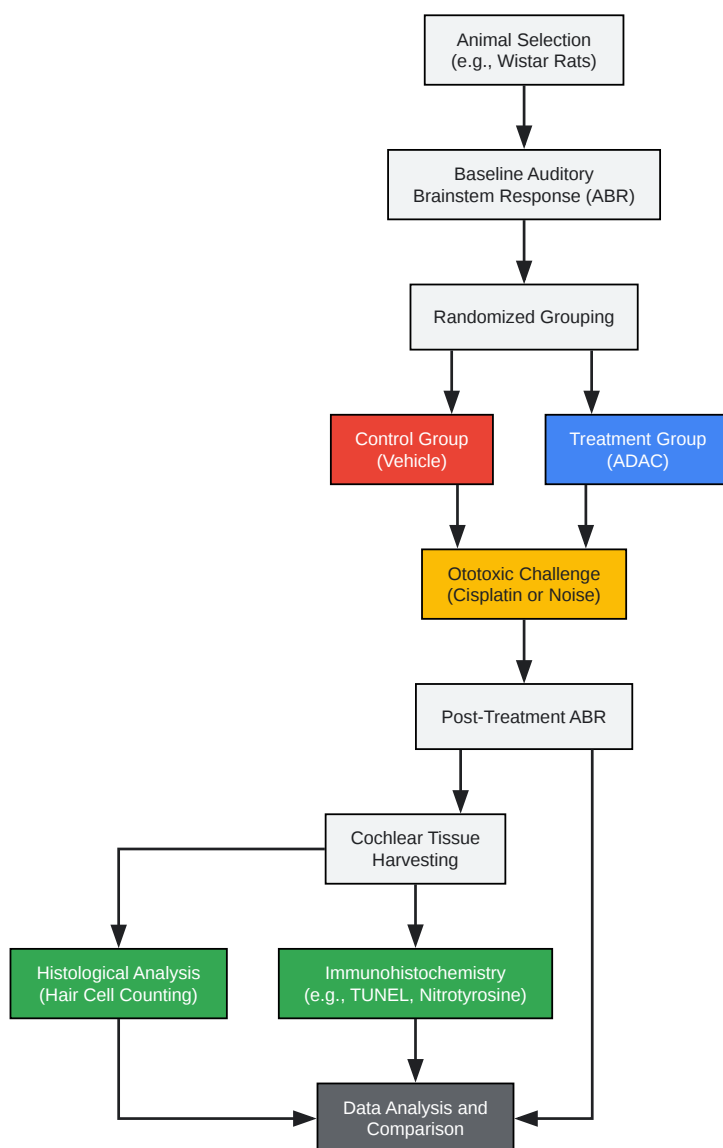 Animal Selection
(e.g., Wistar Rats)
Baseline Auditory
Brainstem Response (ABR)
Randomized Grouping
Control Group
(Vehicle)
Treatment Group
(ADAC)
Ototoxic Challenge
(Cisplatin or Noise)
Post-Treatment ABR
Cochlear Tissue
Harvesting
Histological Analysis
(Hair Cell Counting)
Immunohistochemistry
(e.g., TUNEL, Nitrotyrosine)
Data Analysis and
Comparison